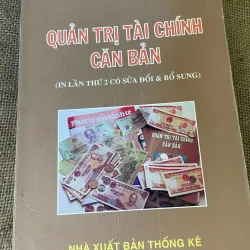 QUẢN TRỊ TÀI CHÍNH
CĂN BẢN
(IN LẦN THỨ 2 CÓ SỬA ĐỔI & BỔ SUNG)
QUẢN TRỊ TÀI CHÍNH
CĂN BẢN
NHÀ XUẤT BẢN THỐNG KÊ